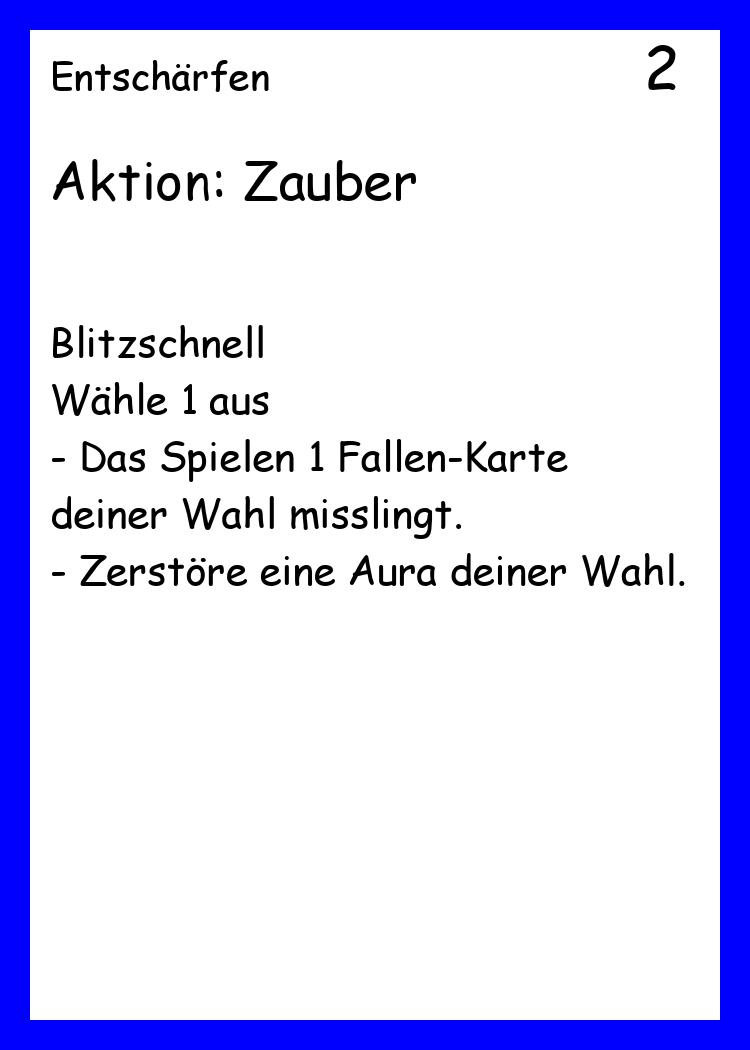 Entschärfen 2
Aktion: Zauber
Blitzschnell
Wähle 1 aus
- Das Spielen 1 Fallen-Karte
deiner Wahl misslingt.
- Zerstöre eine Aura deiner Wahl.